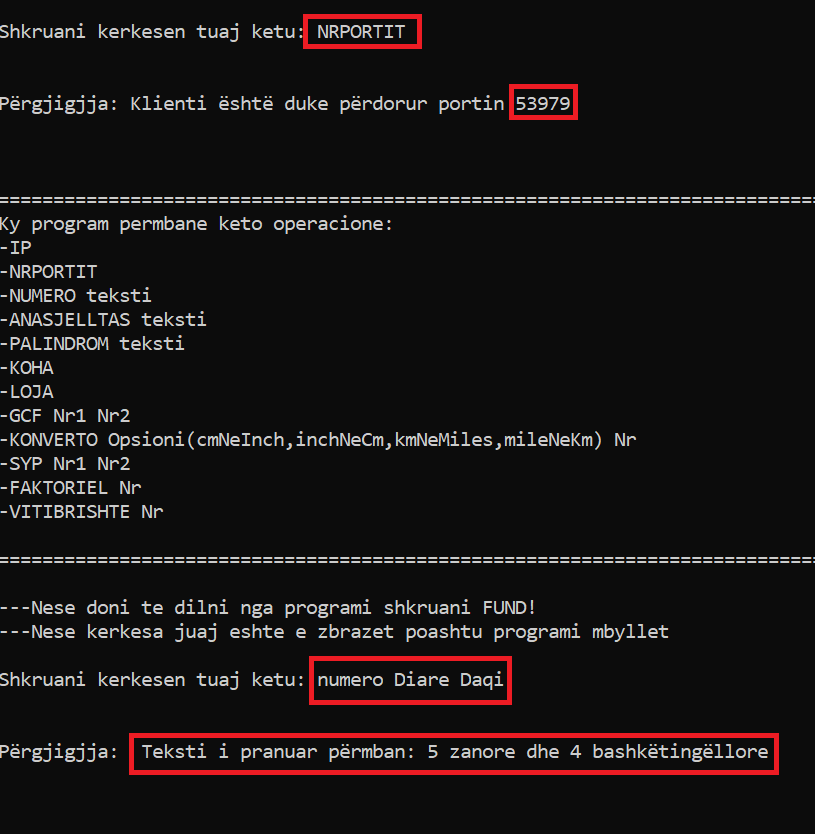 Shkruani kerkesen tuaj ketu: NRPORTIT
Përgjigjja: Klienti është duke përdorur portin 53979
===========================================================================
Ky program permbane keto operacione:
-IP
-NRPORTIT
-NUMERO teksti
-ANASJELLTAS teksti
-PALINDROM teksti
-KOHA
-LOJA
-GCF Nr1 Nr2
-KONVERTO Opsioni(cmNeInch,inchNeCm,kmNeMiles,mileNeKm) Nr
-SYP Nr1 Nr2
-FAKTORIEL Nr
-VITIBRISHTE Nr
===========================================================================
---Nese doni te dilni nga programi shkruani FUND!
---Nese kerkesa juaj eshte e zbrazet poashtu programi mbyllet
Shkruani kerkesen tuaj ketu: numero Diare Daqi
Përgjigjja: Teksti i pranuar përmban: 5 zanore dhe 4 bashkëtingëllore